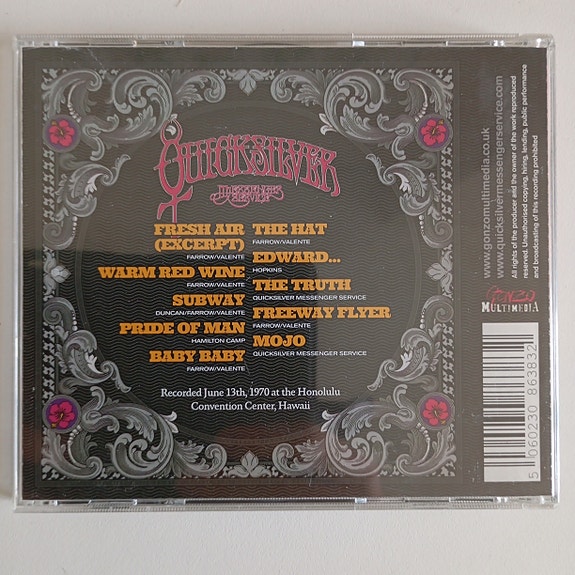 QUICKSILVER
MESSENGER
SERVICE
FRESH AIR
(EXCERPT)
FARROW/VALENTE
WARM RED WINE
FARROW/VALENTE
SUBWAY
DUNCAN/FARROW/VALENTE
PRIDE OF MAN
HAMILTON CAMP
BABY BABY
FARROW/VALENTE
THE HAT
FARROW/VALENTE
EDWARD...
HOPKINS
THE TRUTH
QUICKSILVER MESSENGER SERVICE
FREEWAY FLYER
FARROW/VALENTE
MOJO
QUICKSILVER MESSENGER SERVICE
Recorded June 13th, 1970 at the Honolulu
Convention Center, Hawaii
www.gonzomultimedia.co.uk
www.quicksilvermessengerservice.com
All rights of the producer and the owner of the work reproduced
reserved. Unauthorised copying, hiring, lending, public performance
and broadcasting of this recording prohibited
GONZO
MULTIMEDIA
5 060230 863832